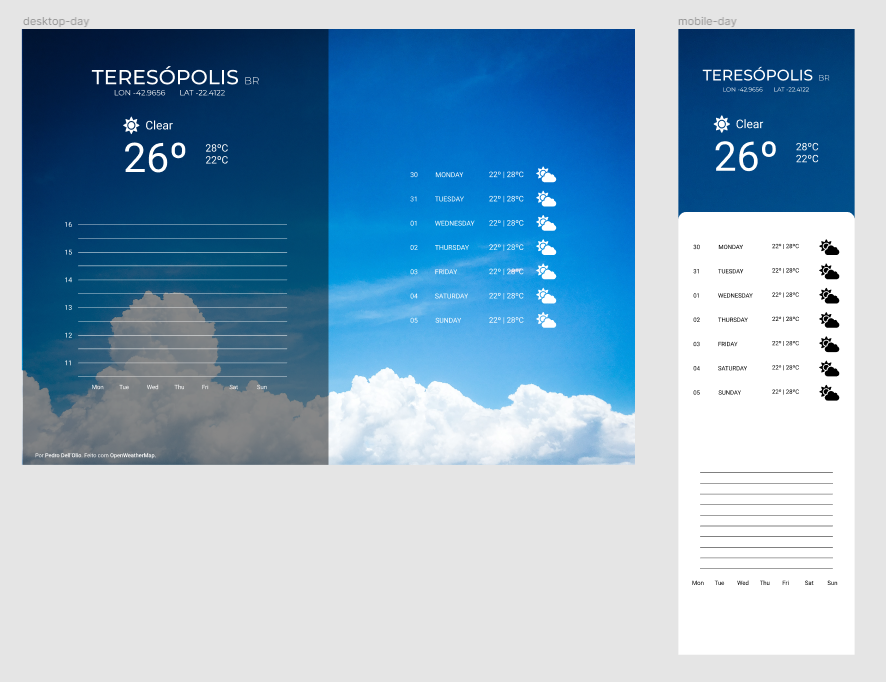 desktop-day
TERESÓPOLIS BR
LON -42.9656 LAT -22.4122
Clear
26º
28ºC
22ºC
16
15
14
13
12
11
Mon Tue Wed Thu Fri Sat Sun
Por Pedro Dell'Olio. Feito com OpenWeatherMap.
30 MONDAY 22º | 28ºC
31 TUESDAY 22º | 28ºC
01 WEDNESDAY 22º | 28ºC
02 THURSDAY 22º | 28ºC
03 FRIDAY 22º | 28ºC
04 SATURDAY 22º | 28ºC
05 SUNDAY 22º | 28ºC
mobile-day
TERESÓPOLIS BR
LON -42.9656 LAT -22.4122
Clear
26º
28ºC
22ºC
30 MONDAY 22º | 28ºC
31 TUESDAY 22º | 28ºC
01 WEDNESDAY 22º | 28ºC
02 THURSDAY 22º | 28ºC
03 FRIDAY 22º | 28ºC
04 SATURDAY 22º | 28ºC
05 SUNDAY 22º | 28ºC
Mon Tue Wed Thu Fri Sat Sun